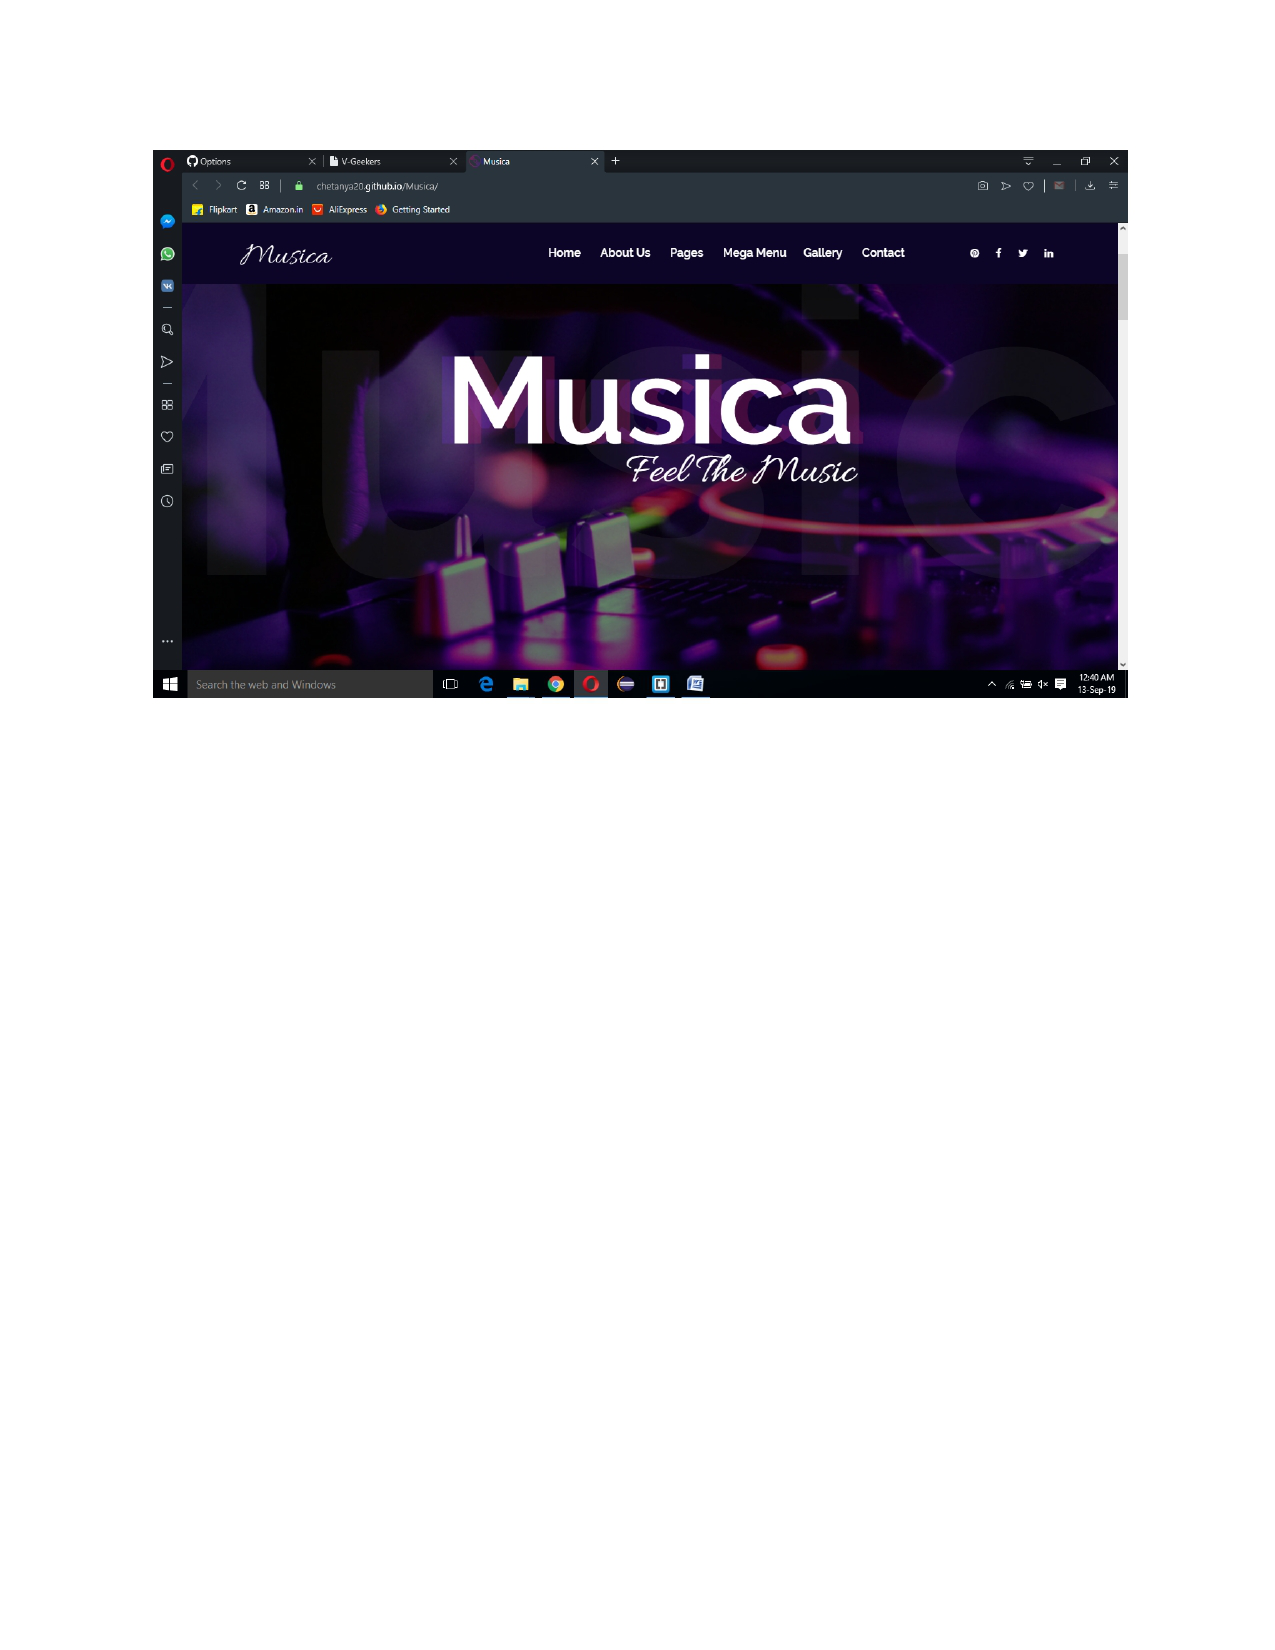 Options
V-Geekers
Musica
chetanya20.github.io/Musica/
Flipkart
Amazon.in
AliExpress
Getting Started
Musica
Home
About Us
Pages
Mega Menu
Gallery
Contact
Music
Musica
Feel The Music
Search the web and Windows
12:40 AM
13-Sep-19